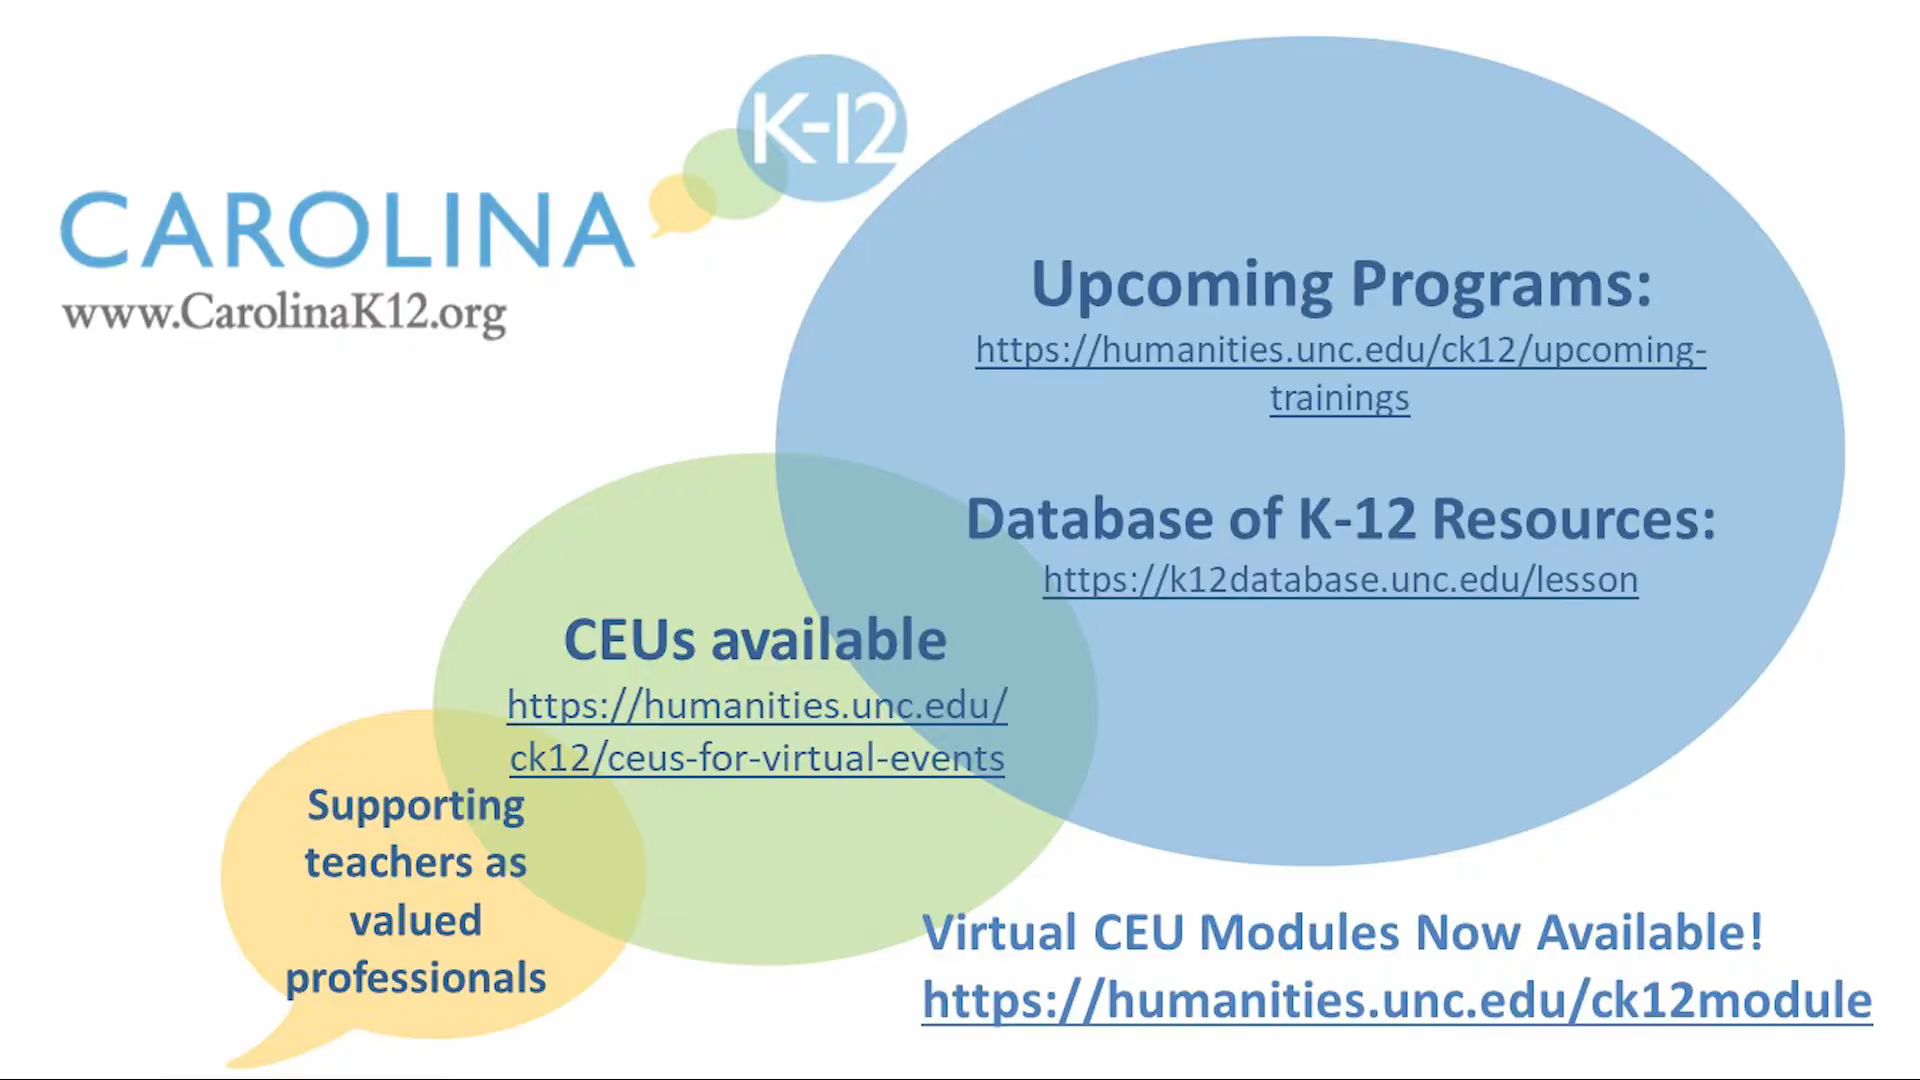 K-12
CAROLINA
www.CarolinaK12.org
Upcoming Programs:
https://humanities.unc.edu/ck12/upcoming-
trainings
Database of K-12 Resources:
https://k12database.unc.edu/lesson
CEUs available
https://humanities.unc.edu/
ck12/ceus-for-virtual-events
Supporting
teachers as
valued
professionals
Virtual CEU Modules Now Available!
https://humanities.unc.edu/ck12module